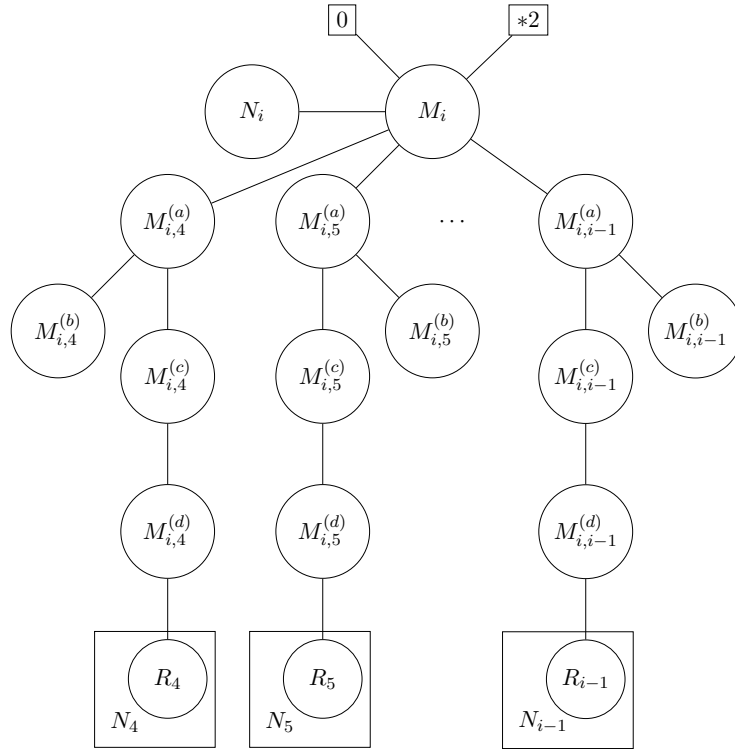 0 *2
N_i M_i
M_{i,4}^{(a)} M_{i,5}^{(a)} ⋯ M_{i,i−1}^{(a)}
M_{i,4}^{(b)} M_{i,5}^{(b)} M_{i,i−1}^{(b)}
M_{i,4}^{(c)} M_{i,5}^{(c)} M_{i,i−1}^{(c)}
M_{i,4}^{(d)} M_{i,5}^{(d)} M_{i,i−1}^{(d)}
R_4 R_5 R_{i−1}
N_4 N_5 N_{i−1}